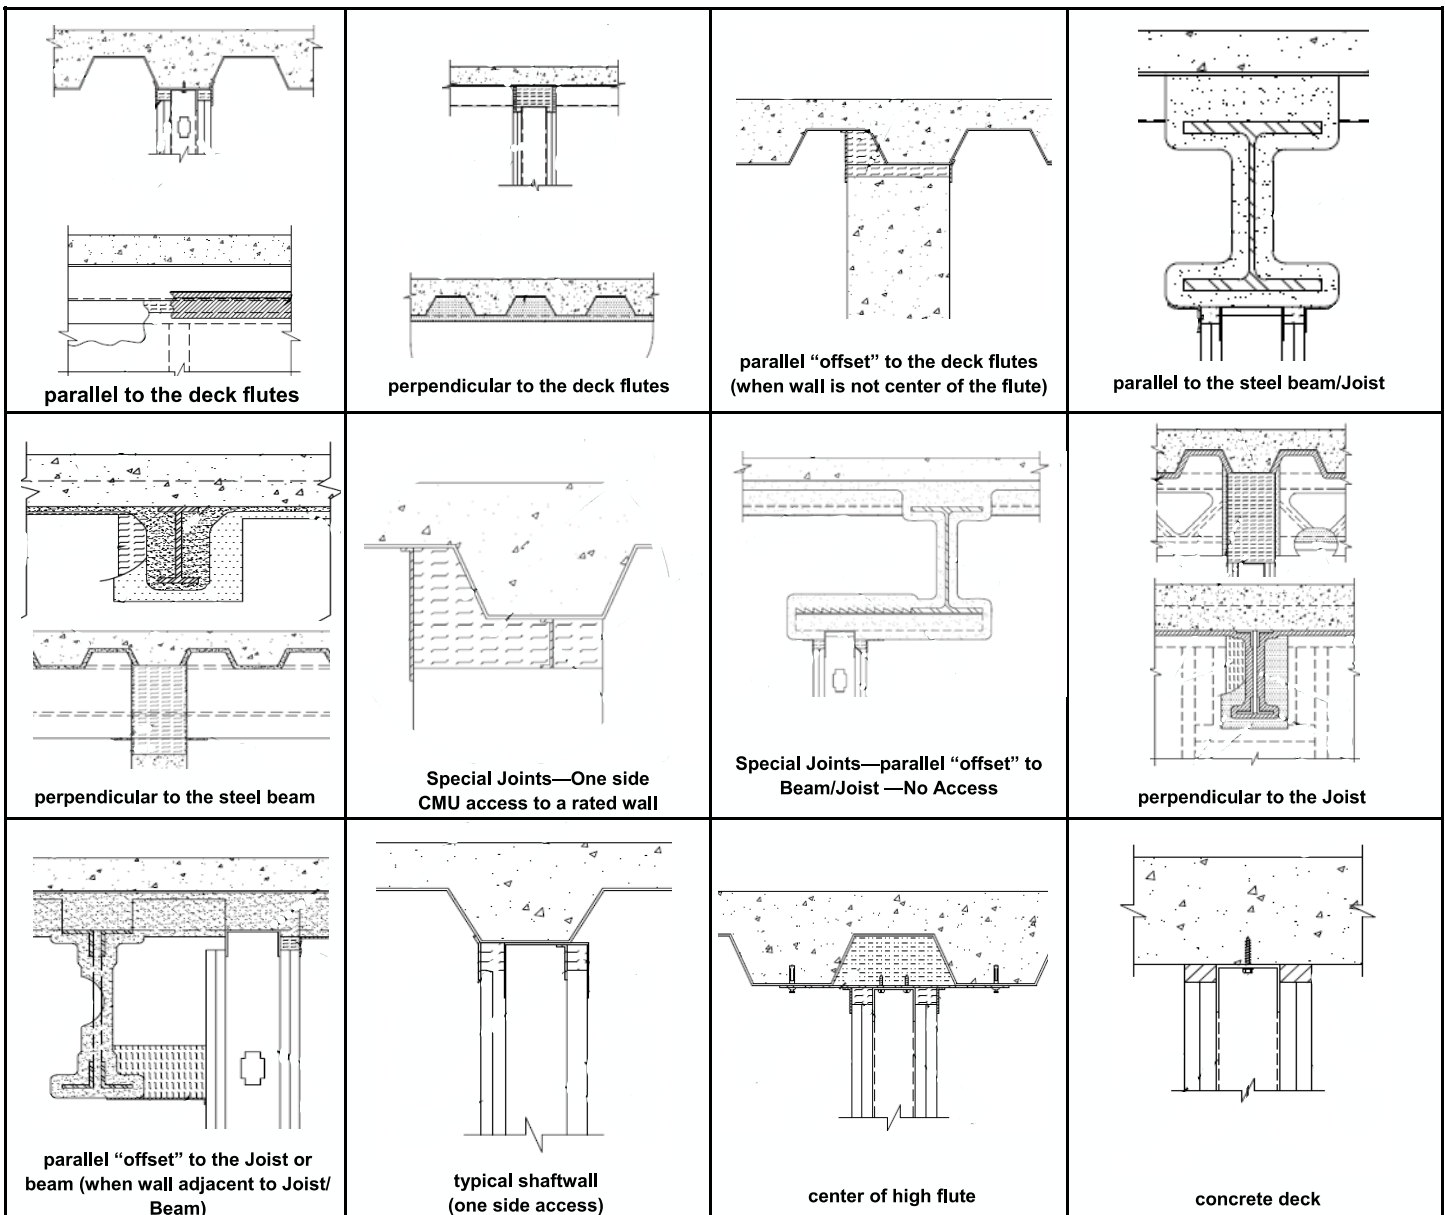 parallel to the deck flutes
perpendicular to the deck flutes
parallel “offset” to the deck flutes
(when wall is not center of the flute)
parallel to the steel beam/Joist
perpendicular to the steel beam
Special Joints—One side
CMU access to a rated wall
Special Joints—parallel “offset” to
Beam/Joist —No Access
perpendicular to the Joist
parallel “offset” to the Joist or
beam (when wall adjacent to Joist/
Beam)
typical shaftwall
(one side access)
center of high flute
concrete deck